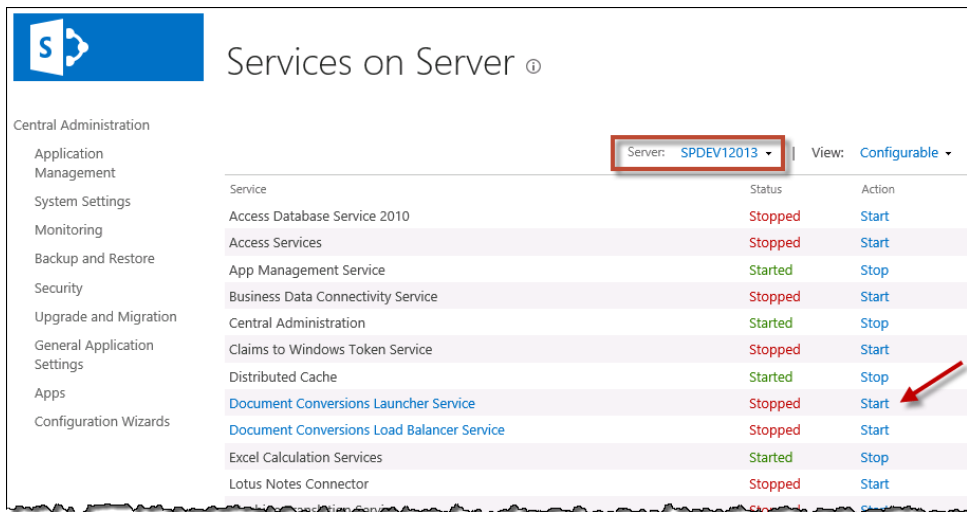 S
Services on Server
Central Administration
Application
Management
System Settings
Monitoring
Backup and Restore
Security
Upgrade and Migration
General Application
Settings
Apps
Configuration Wizards
Server: SPDEV12013 | View: Configurable
Service Status Action
Access Database Service 2010 Stopped Start
Access Services Stopped Start
App Management Service Started Stop
Business Data Connectivity Service Stopped Start
Central Administration Started Stop
Claims to Windows Token Service Stopped Start
Distributed Cache Started Stop
Document Conversions Launcher Service Stopped Start
Document Conversions Load Balancer Service Stopped Start
Excel Calculation Services Started Stop
Lotus Notes Connector Stopped Start